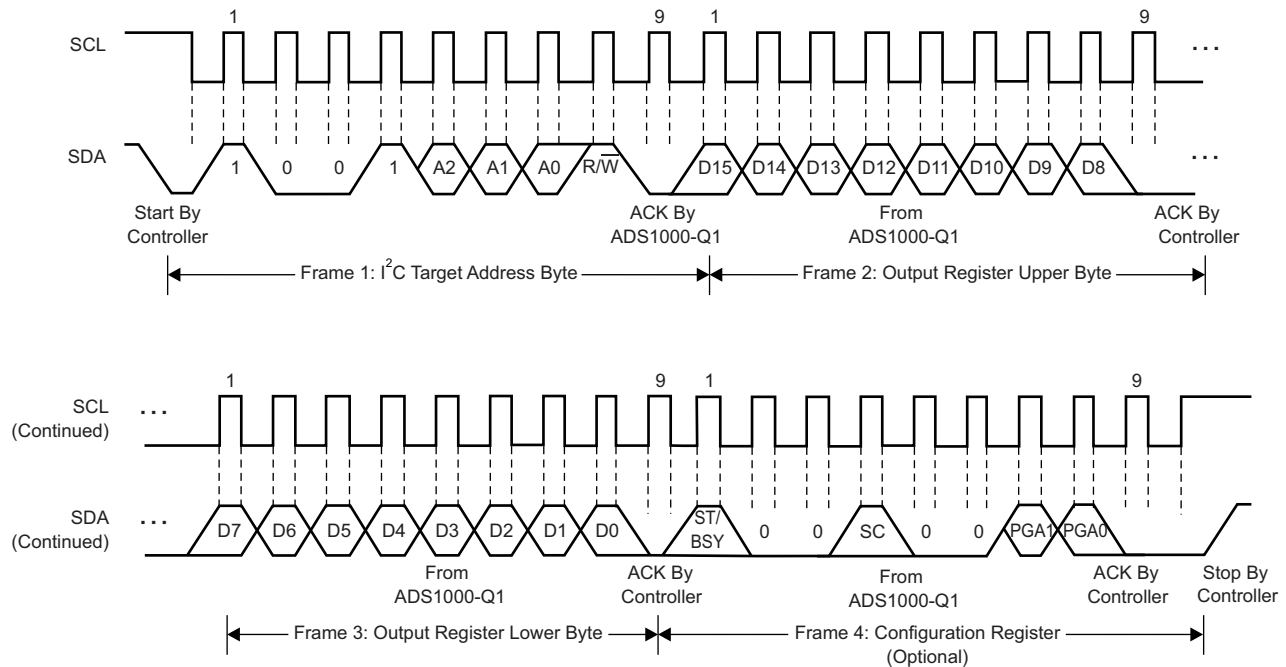 1 9 1 9
SCL ...
SDA 1 0 0 1 A2 A1 A0 R/W̅ D15 D14 D13 D12 D11 D10 D9 D8 ...
Start By
Controller
ACK By
ADS1000-Q1
From
ADS1000-Q1
ACK By
Controller
Frame 1: I²C Target Address Byte
Frame 2: Output Register Upper Byte
1 9 1 9
SCL
(Continued)
...
SDA
(Continued)
... D7 D6 D5 D4 D3 D2 D1 D0 ST/
BSY
0 0 SC 0 0 PGA1 PGA0
From
ADS1000-Q1
ACK By
Controller
From
ADS1000-Q1
ACK By
Controller
Stop By
Controller
Frame 3: Output Register Lower Byte
Frame 4: Configuration Register
(Optional)